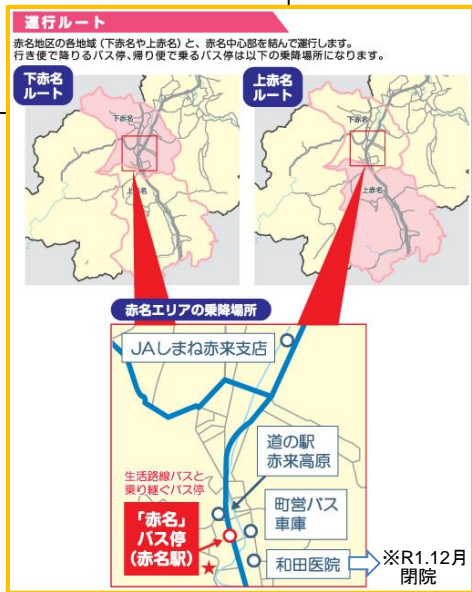 運行ルート
赤名地区の各地域（下赤名や上赤名）と、赤名中心部を結んで運行します。
行き便で降りるバス停、帰り便で乗るバス停は以下の乗降場所になります。
下赤名
ルート
上赤名
ルート
下赤名
上赤名
下赤名
上赤名
赤名エリアの乗降場所
JAしまね赤来支店
道の駅
赤来高原
生活路線バスと
乗り継ぐバス停
「赤名」
バス停
（赤名駅）
町営バス
車庫
和田医院
※R1.12月
閉院